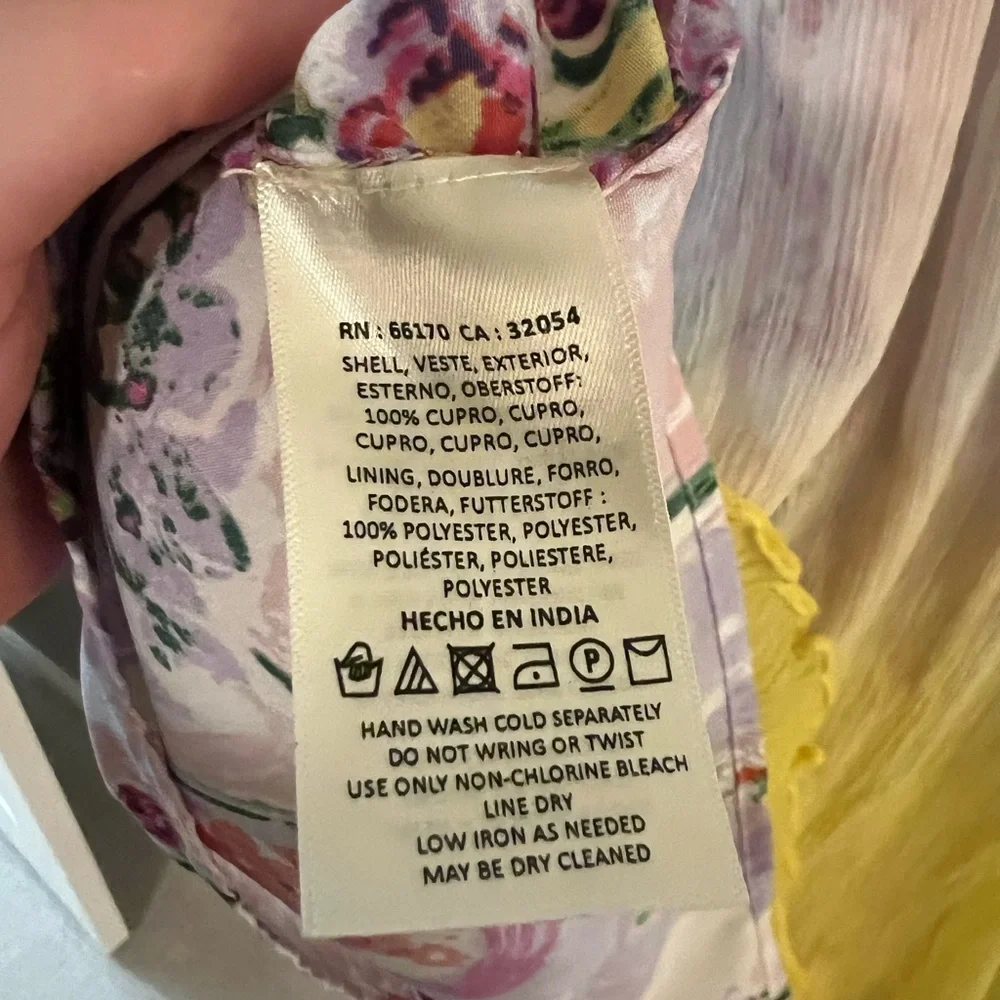 RN : 66170 CA : 32054
SHELL, VESTE, EXTERIOR,
ESTERNO, OBERSTOFF:
100% CUPRO, CUPRO,
CUPRO, CUPRO, CUPRO,
LINING, DOUBLURE, FORRO,
FODERA, FUTTERSTOFF :
100% POLYESTER, POLYESTER,
POLIÉSTER, POLIESTERE,
POLYESTER
HECHO EN INDIA
P
HAND WASH COLD SEPARATELY
DO NOT WRING OR TWIST
USE ONLY NON-CHLORINE BLEACH
LINE DRY
LOW IRON AS NEEDED
MAY BE DRY CLEANED